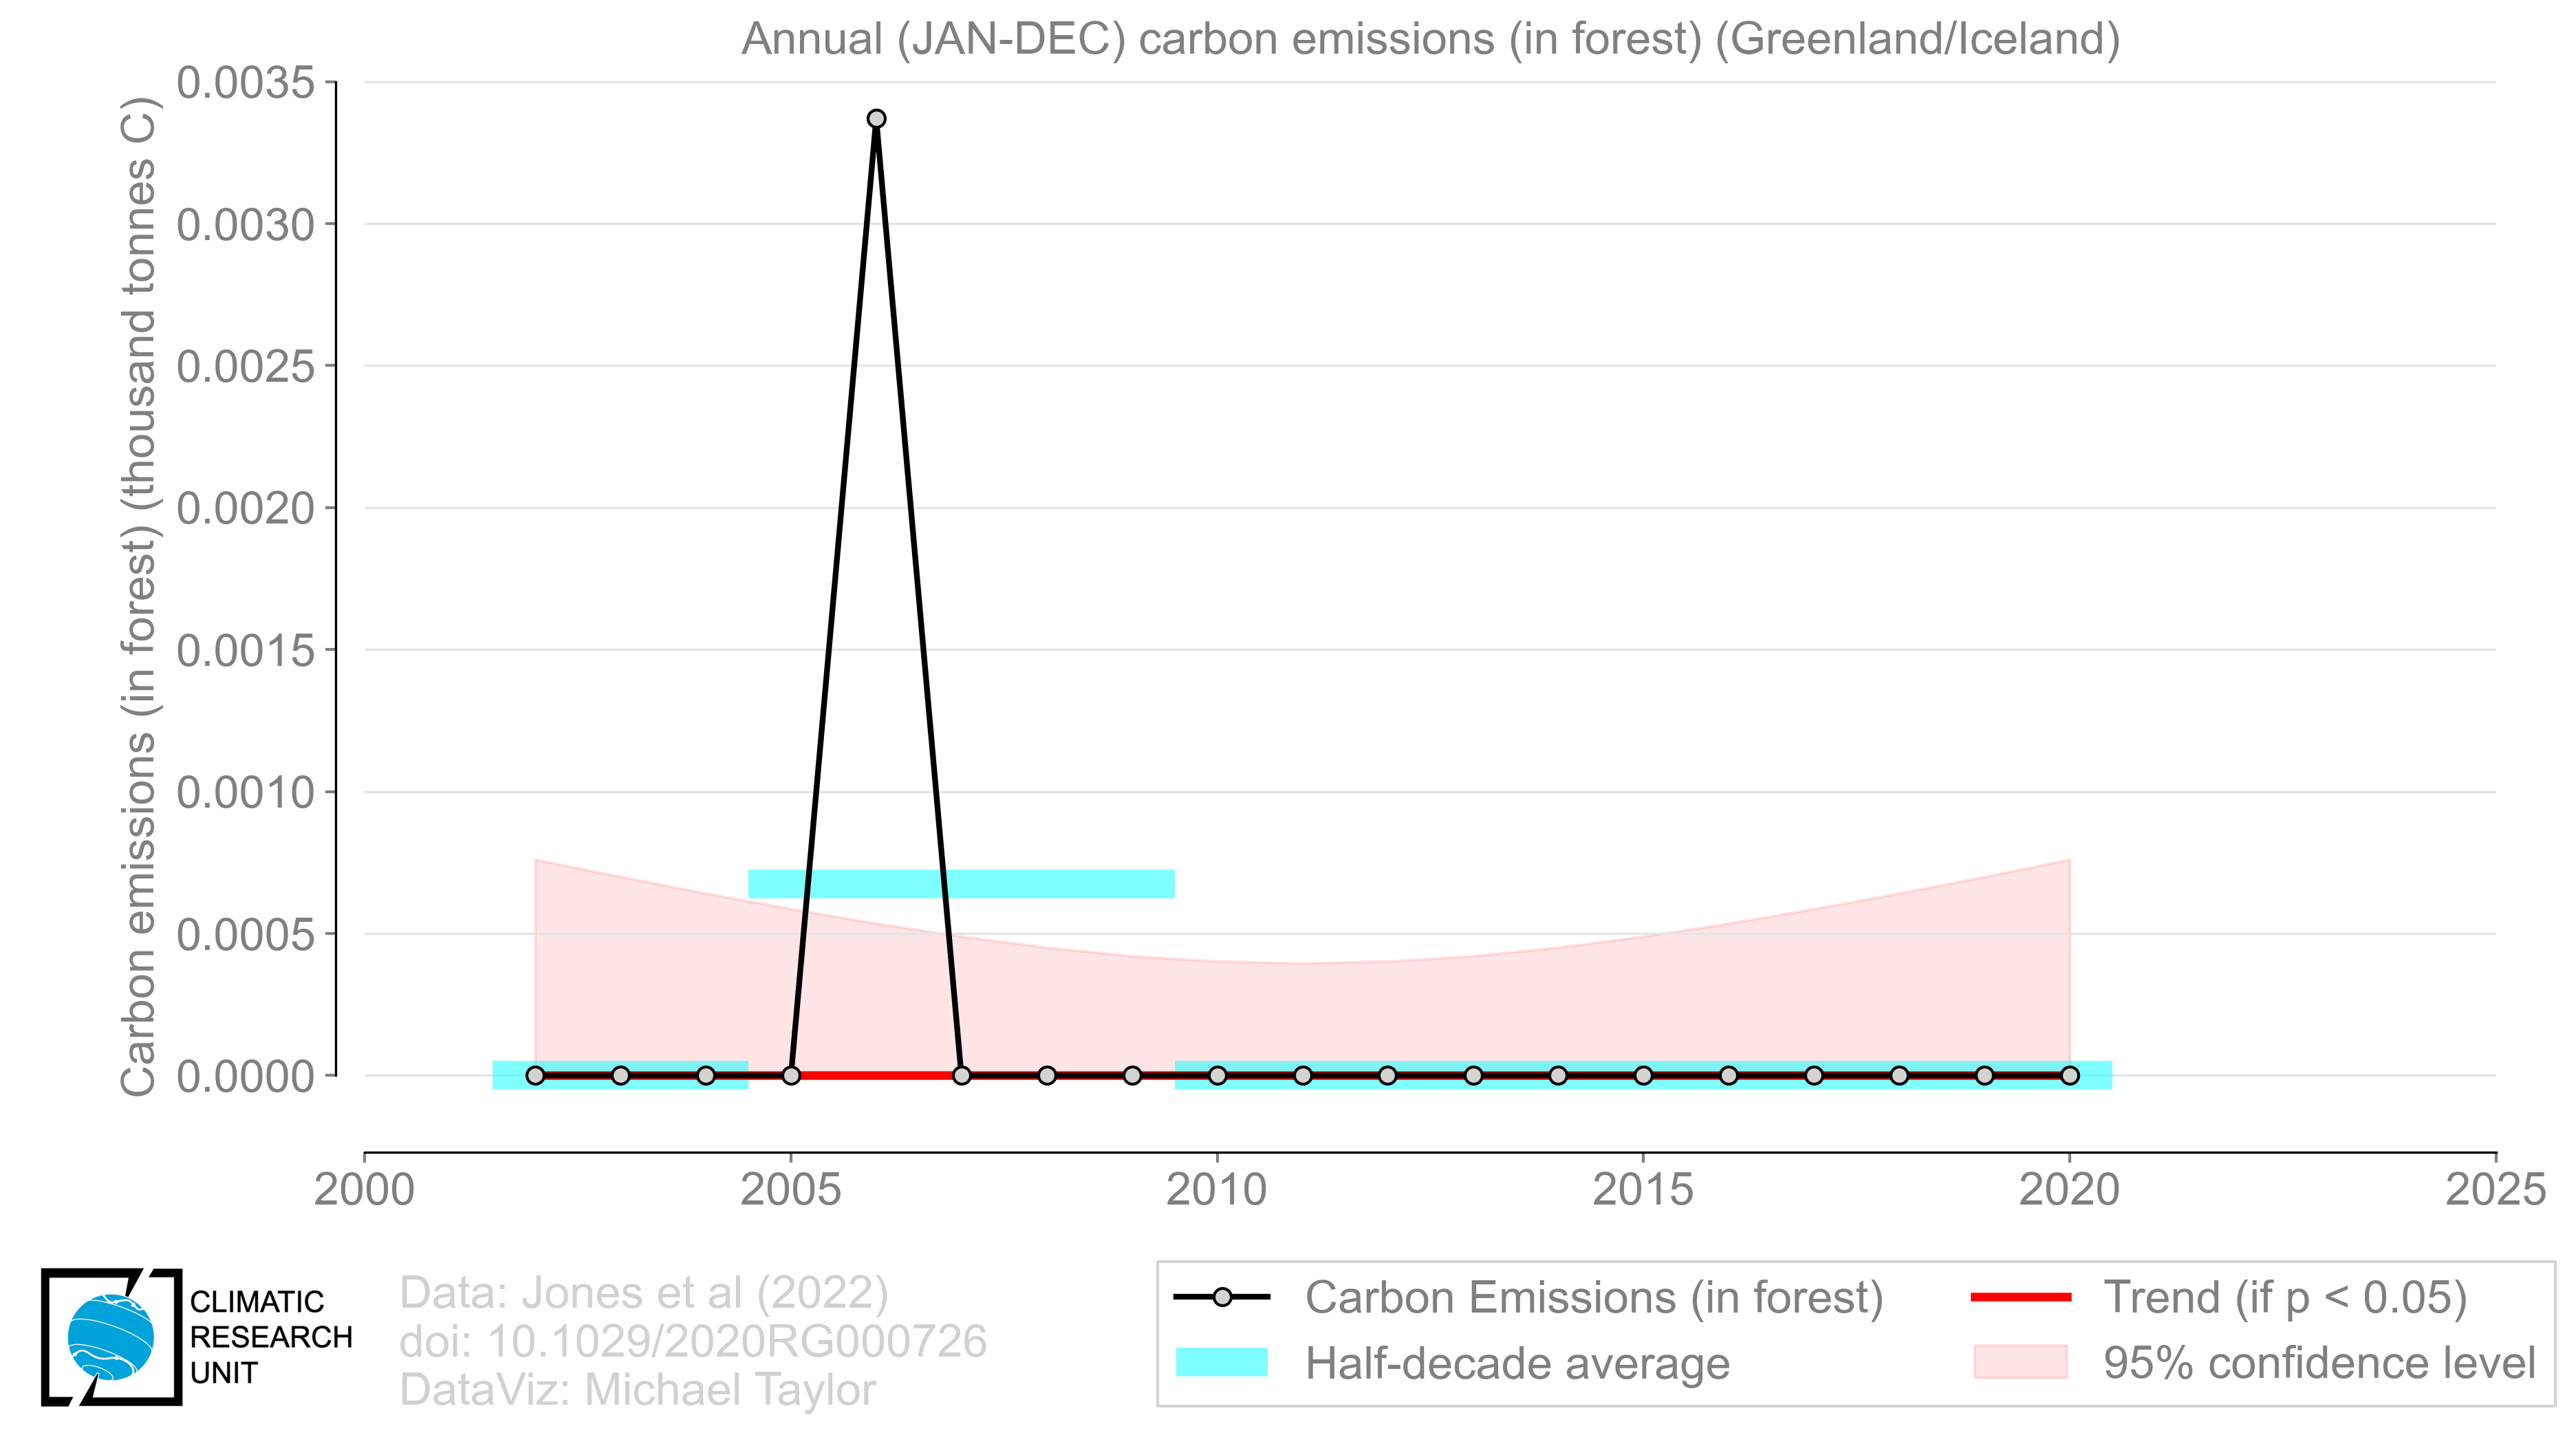 Annual (JAN-DEC) carbon emissions (in forest) (Greenland/Iceland)
Carbon emissions (in forest) (thousand tonnes C)
0.0035
0.0030
0.0025
0.0020
0.0015
0.0010
0.0005
0.0000
2000
2005
2010
2015
2020
2025
CLIMATIC
RESEARCH
UNIT
Data: Jones et al (2022)
doi: 10.1029/2020RG000726
DataViz: Michael Taylor
Carbon Emissions (in forest)
Half-decade average
Trend (if p < 0.05)
95% confidence level